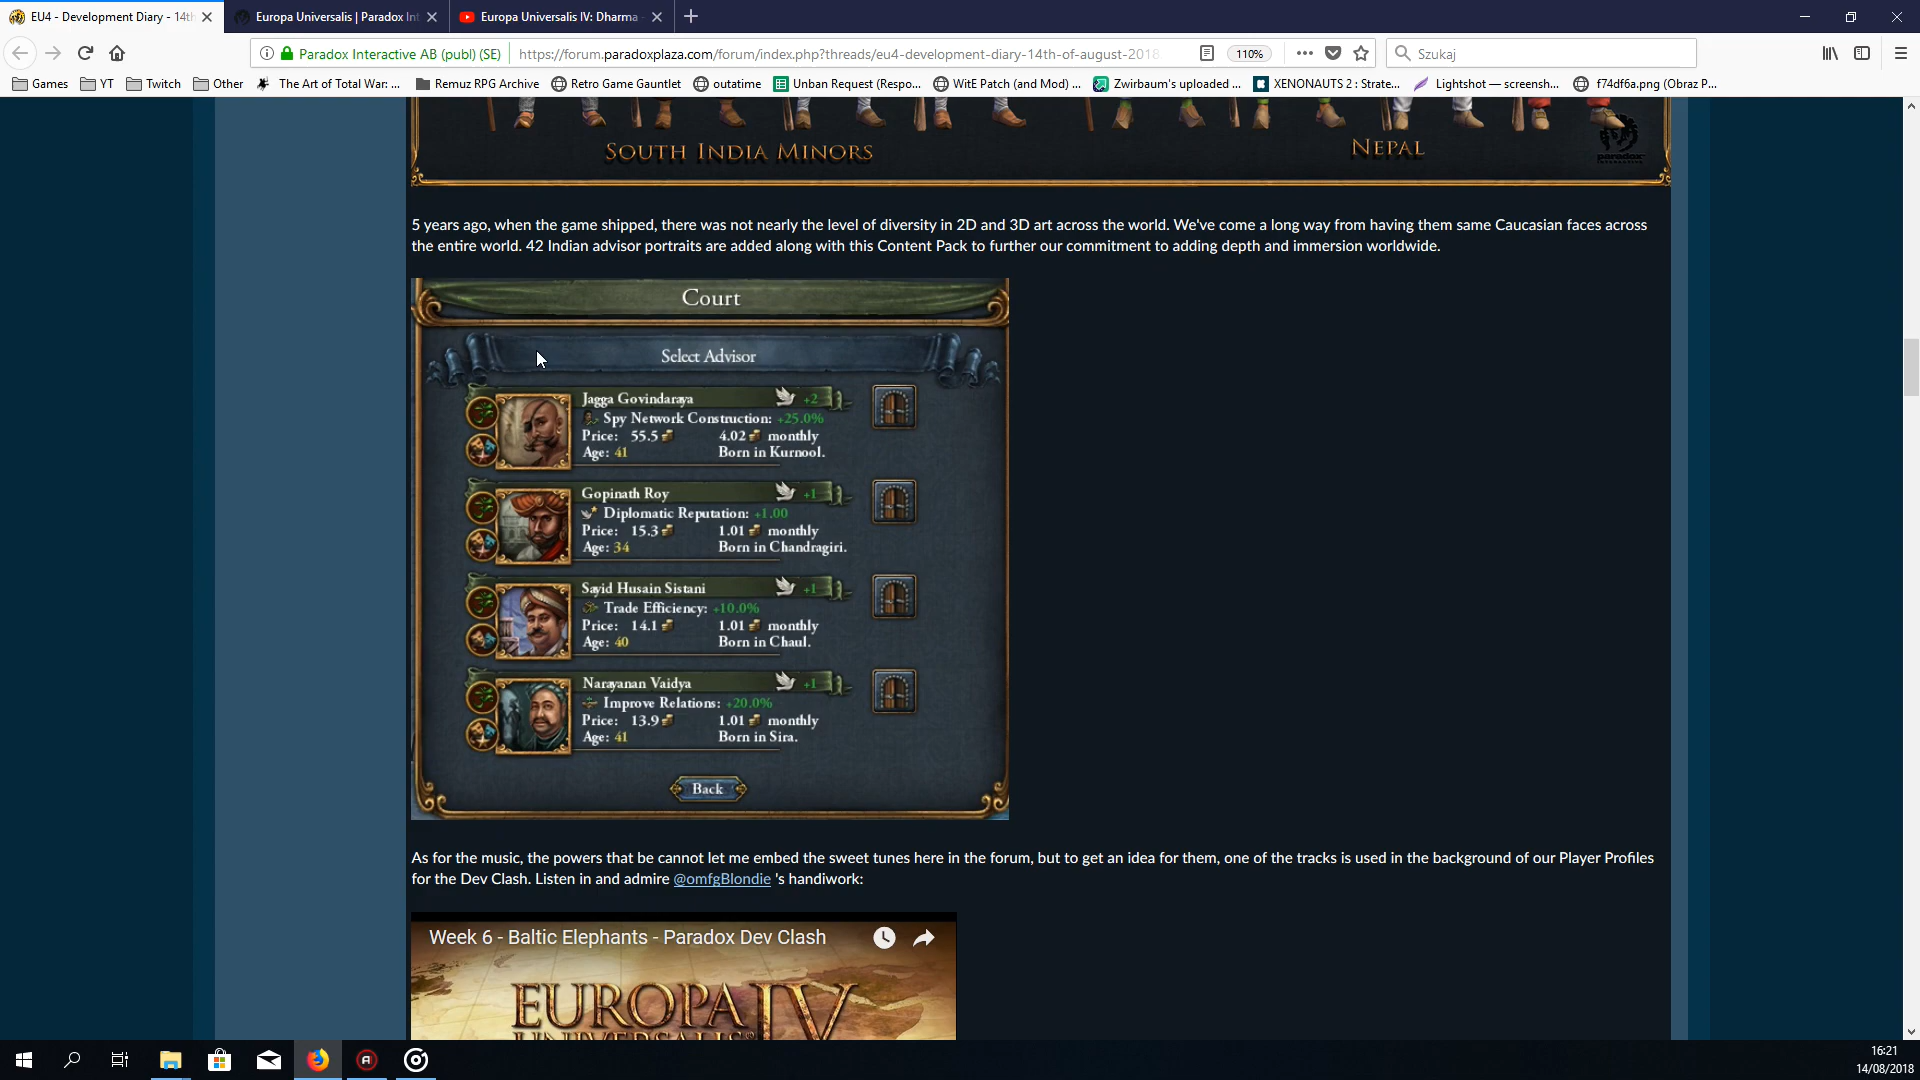 EU4 - Development Diary - 14th
Europa Universalis | Paradox Int
Europa Universalis IV: Dharma -
Paradox Interactive AB (publ) (SE)
https://forum.paradoxplaza.com/forum/index.php?threads/eu4-development-diary-14th-of-august-2018
110%
Szukaj
Games
YT
Twitch
Other
The Art of Total War: ...
Remuz RPG Archive
Retro Game Gauntlet
outatime
Unban Request (Respo...
WitE Patch (and Mod) ...
Zwirbaum's uploaded ...
XENONAUTS 2 : Strate...
Lightshot — screensh...
f74df6a.png (Obraz P...
SOUTH INDIA MINORS
NEPAL
paradox
5 years ago, when the game shipped, there was not nearly the level of diversity in 2D and 3D art across the world. We've come a long way from having them same Caucasian faces across
the entire world. 42 Indian advisor portraits are added along with this Content Pack to further our commitment to adding depth and immersion worldwide.
Court
Select Advisor
Jagga Govindaraya +2
Spy Network Construction: +25.0%
Price: 55.5 4.02 monthly
Age: 41 Born in Kurnool.
Gopinath Roy +1
Diplomatic Reputation: +1.00
Price: 15.3 1.01 monthly
Age: 34 Born in Chandragiri.
Sayid Husain Sistani +1
Trade Efficiency: +10.0%
Price: 14.1 1.01 monthly
Age: 40 Born in Chaul.
Narayanan Vaidya +1
Improve Relations: +20.0%
Price: 13.9 1.01 monthly
Age: 41 Born in Sira.
Back
As for the music, the powers that be cannot let me embed the sweet tunes here in the forum, but to get an idea for them, one of the tracks is used in the background of our Player Profiles
for the Dev Clash. Listen in and admire @omfgBlondie 's handiwork:
Week 6 - Baltic Elephants - Paradox Dev Clash
EUROPA IV
UNIVERSALIS
16:21
14/08/2018